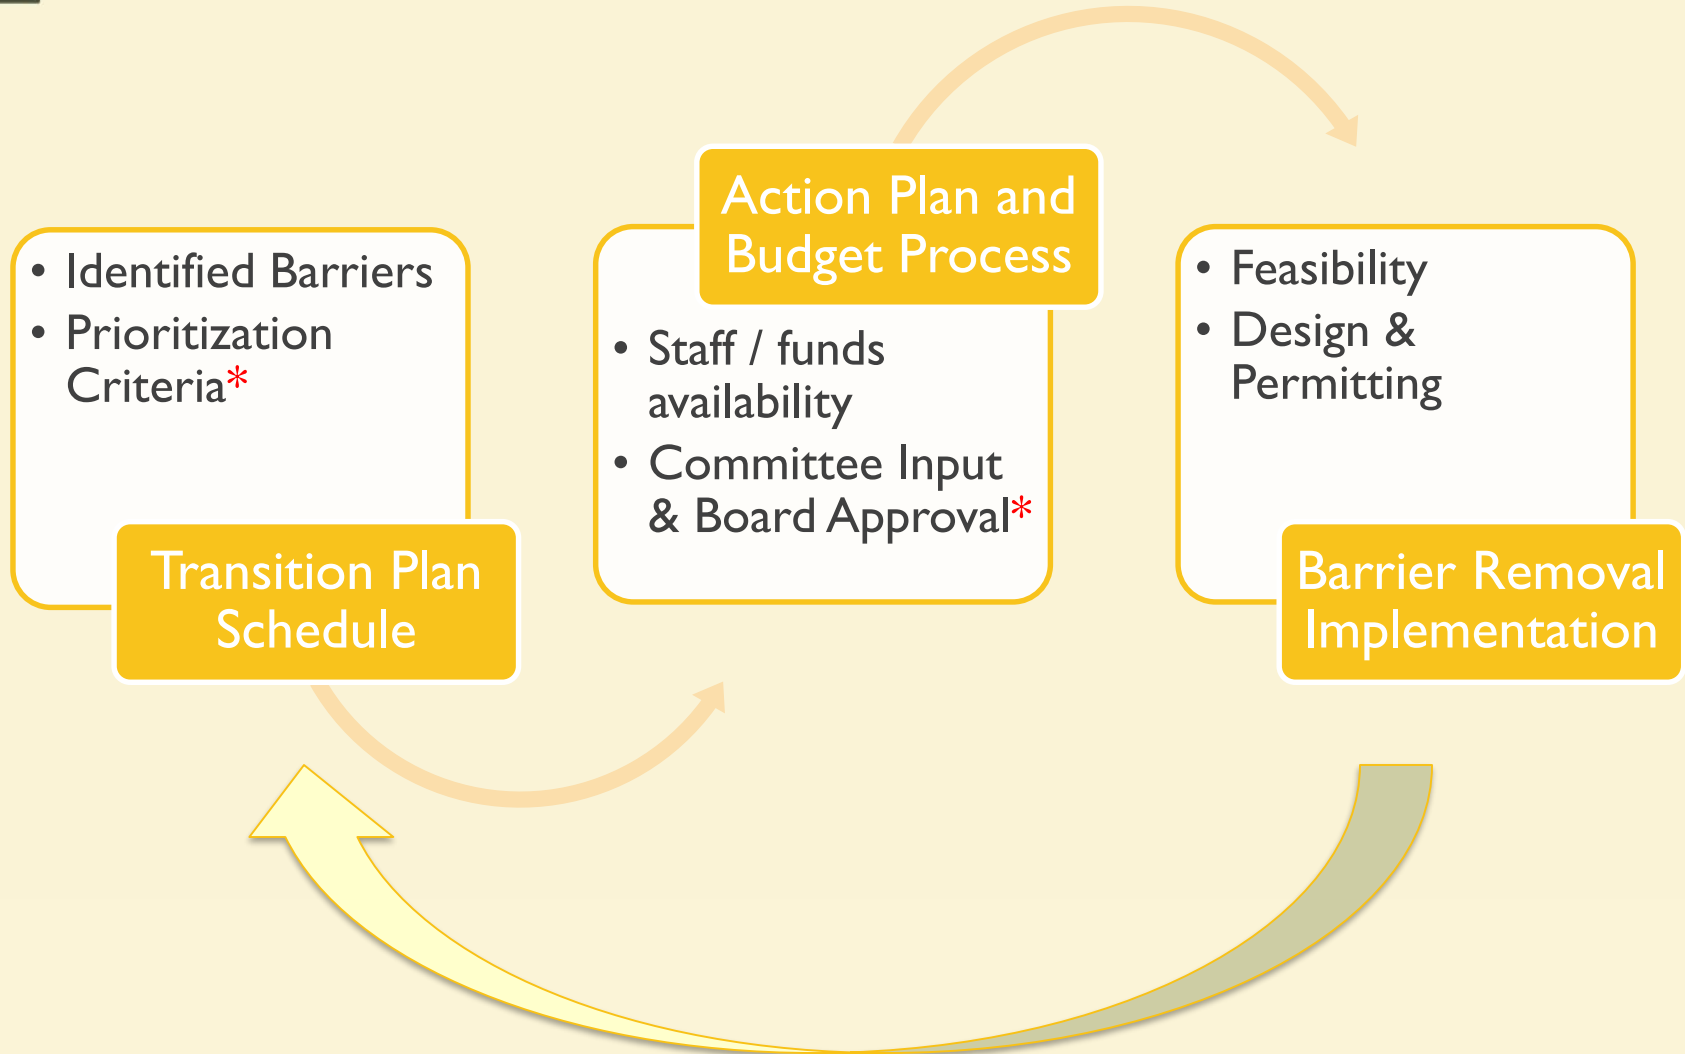 • Identified Barriers
• Prioritization
Criteria*
Transition Plan
Schedule
Action Plan and
Budget Process
• Staff / funds
availability
• Committee Input
& Board Approval*
• Feasibility
• Design &
Permitting
Barrier Removal
Implementation